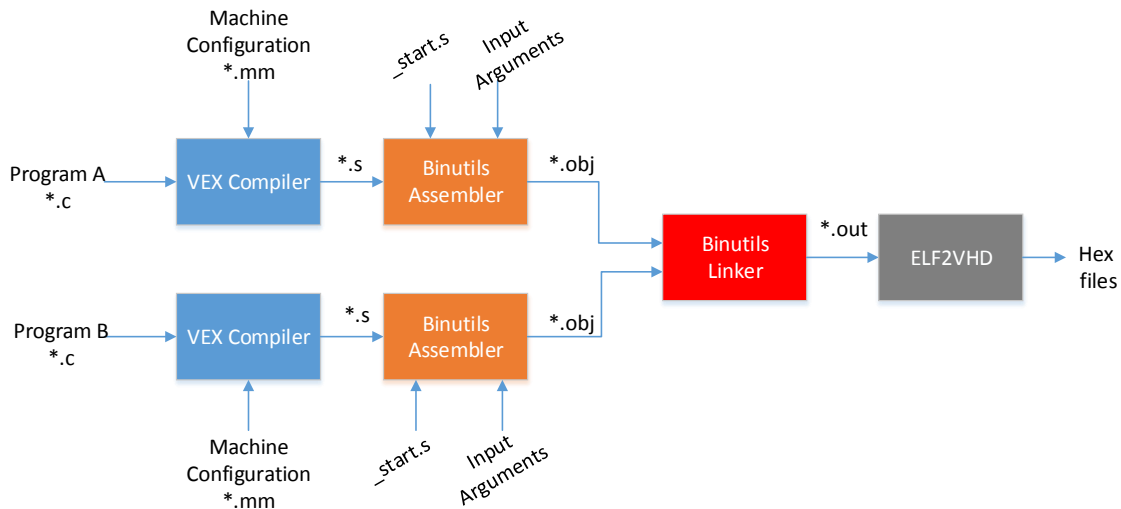 Machine
Configuration
*.mm
_start.s
Input
Arguments
Program A
*.c
VEX Compiler
*.s
Binutils
Assembler
*.obj
Binutils
Linker
*.out
ELF2VHD
Hex
files
Program B
*.c
VEX Compiler
*.s
Binutils
Assembler
*.obj
Machine
Configuration
*.mm
_start.s
Input
Arguments